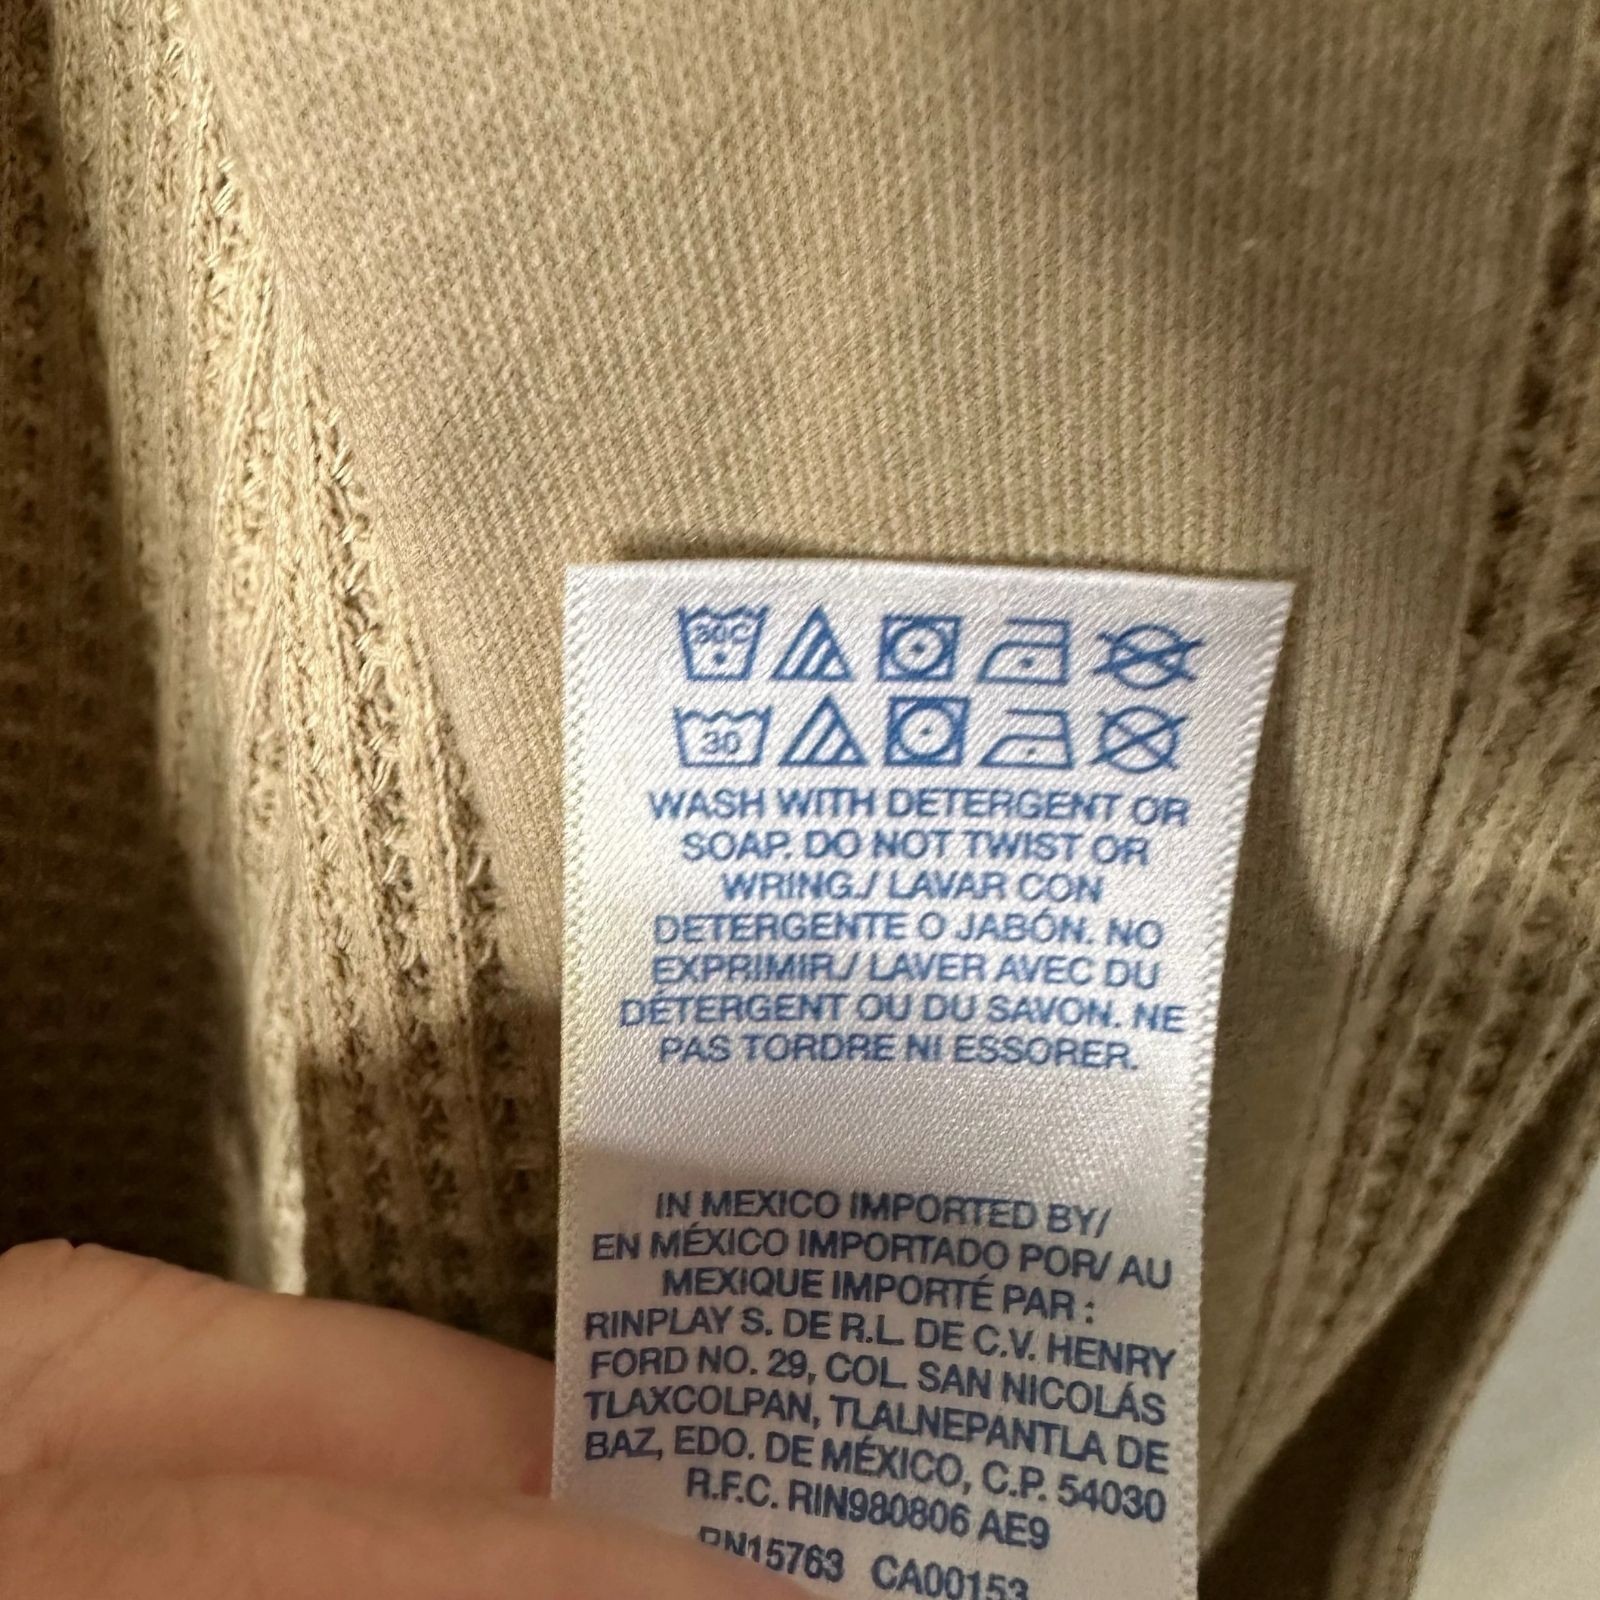 30C
30
WASH WITH DETERGENT OR
SOAP. DO NOT TWIST OR
WRING./ LAVAR CON
DETERGENTE O JABÓN. NO
EXPRIMIR./ LAVER AVEC DU
DÉTERGENT OU DU SAVON. NE
PAS TORDRE NI ESSORER.
IN MEXICO IMPORTED BY/
EN MÉXICO IMPORTADO POR/ AU
MEXIQUE IMPORTÉ PAR :
RINPLAY S. DE R.L. DE C.V. HENRY
FORD NO. 29, COL. SAN NICOLÁS
TLAXCOLPAN, TLALNEPANTLA DE
BAZ, EDO. DE MÉXICO, C.P. 54030
R.F.C. RIN980806 AE9
RN15763 CA00153